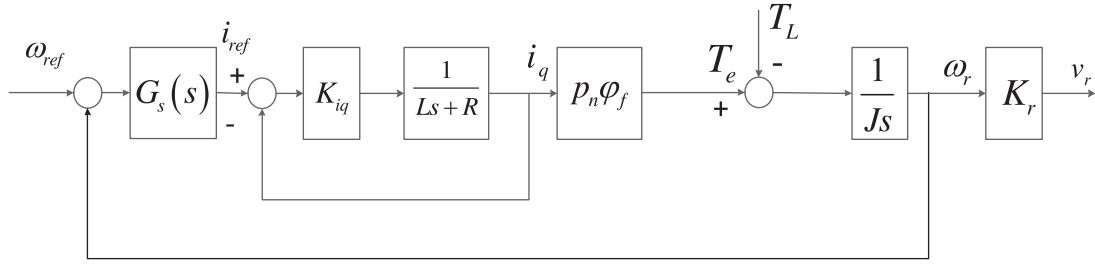 ω_ref
G_s(s)
i_ref
+
-
K_iq
1
Ls + R
i_q
p_n φ_f
T_e
+
T_L
-
1
Js
ω_r
K_r
v_r